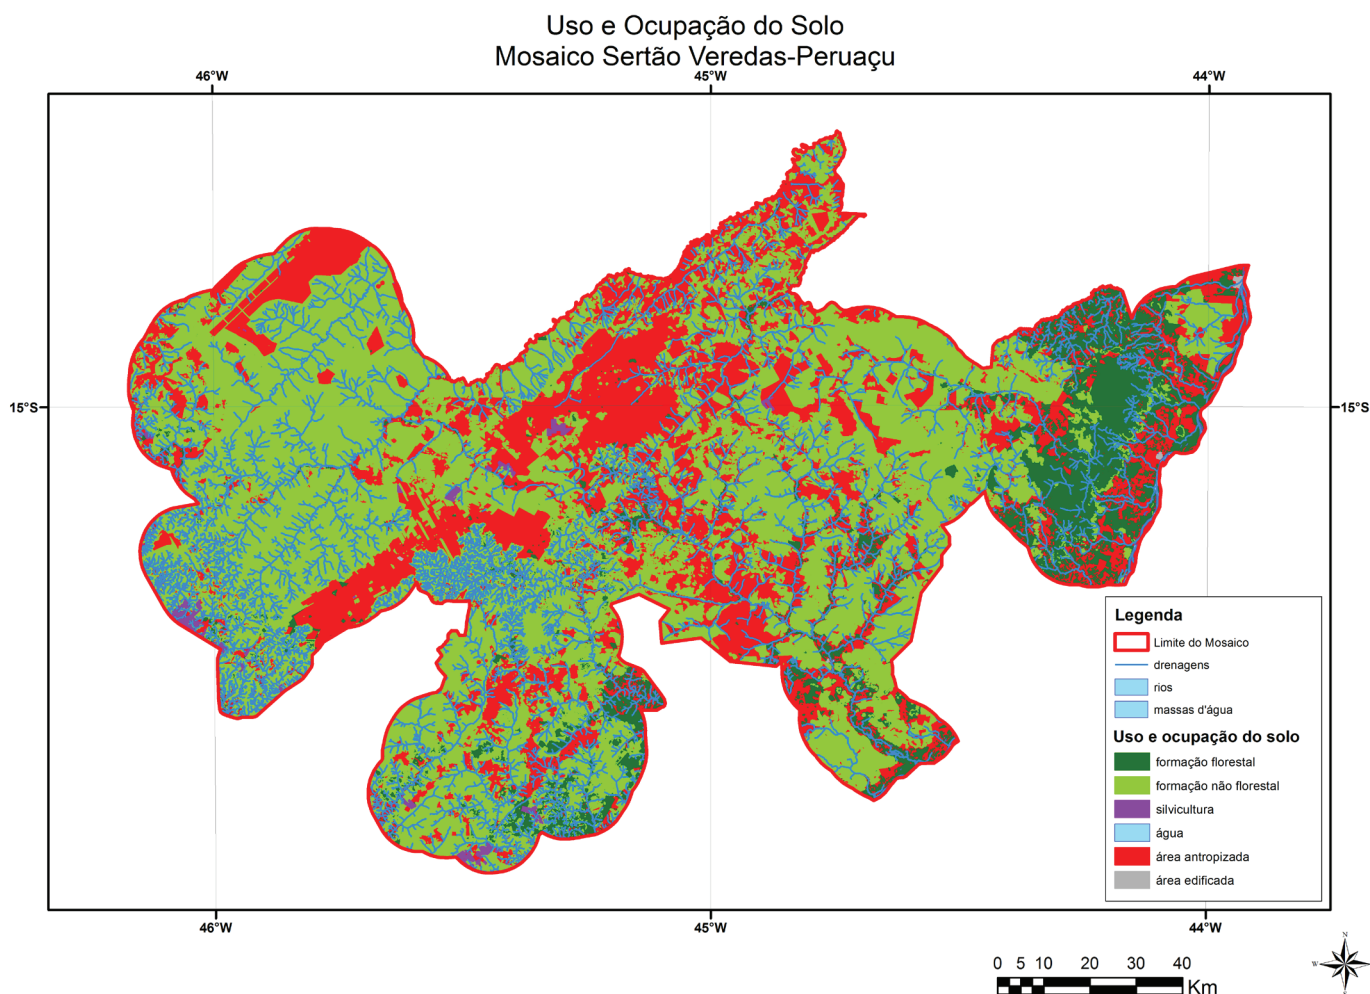 Uso e Ocupação do Solo
Mosaico Sertão Veredas-Peruaçu
46°W 45°W 44°W
15°S 15°S
Legenda
Limite do Mosaico
drenagens
rios
massas d'água
Uso e ocupação do solo
formação florestal
formação não florestal
silvicultura
água
área antropizada
área edificada
46°W 45°W 44°W
0 5 10 20 30 40
Km
N
W